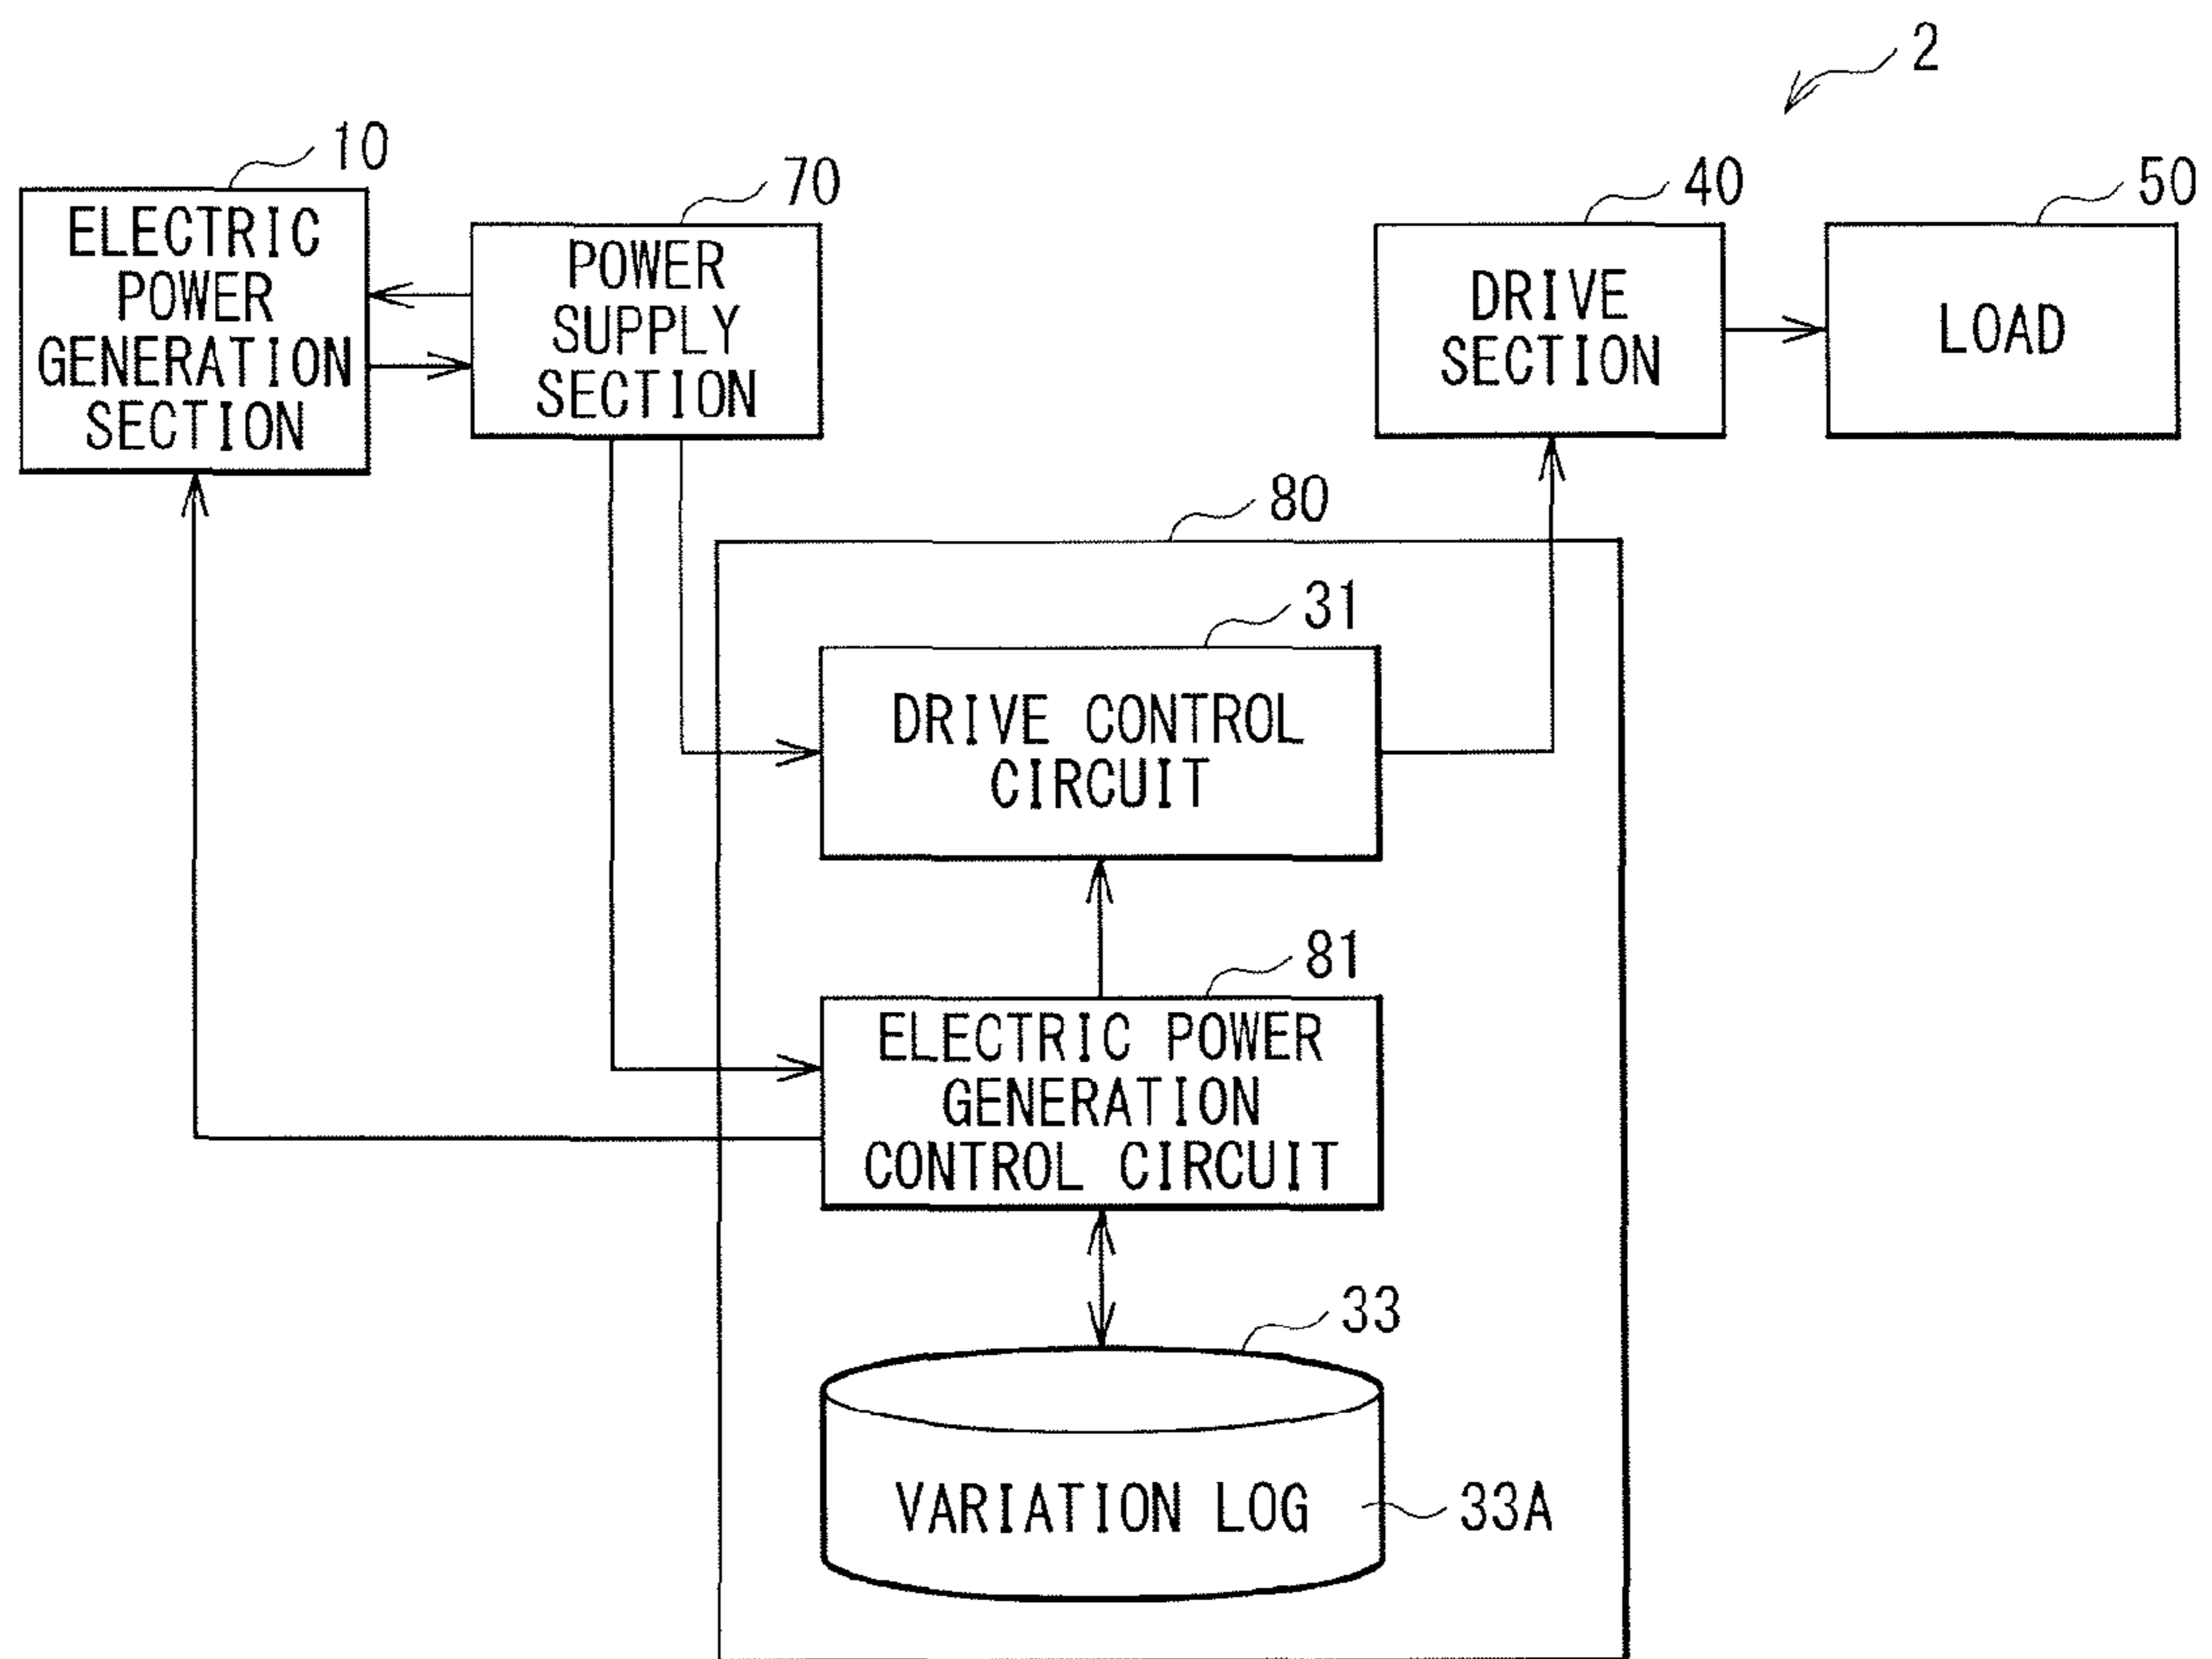 2
10
ELECTRIC
POWER
GENERATION
SECTION
70
POWER
SUPPLY
SECTION
40
DRIVE
SECTION
50
LOAD
80
31
DRIVE CONTROL
CIRCUIT
81
ELECTRIC POWER
GENERATION
CONTROL CIRCUIT
33
VARIATION LOG
33A